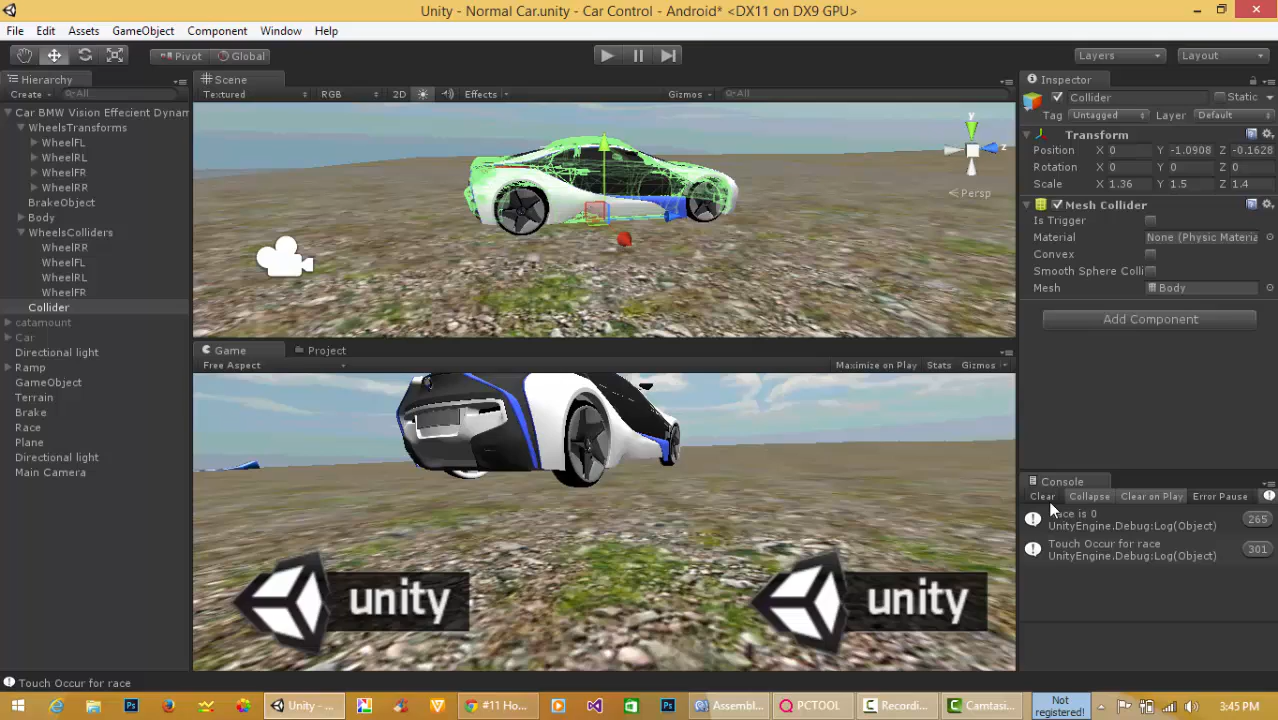 Unity - Normal Car.unity - Car Control - Android* <DX11 on DX9 GPU>
File Edit Assets GameObject Component Window Help
Pivot Global Layers Layout
Hierarchy
Create All
Car BMW Vision Effecient Dynam
WheelsTransforms
WheelFL
WheelRL
WheelFR
WheelRR
BrakeObject
Body
WheelsColliders
WheelRR
WheelFL
WheelRL
WheelFR
Collider
catamount
Car
Directional light
Ramp
GameObject
Terrain
Brake
Race
Plane
Directional light
Main Camera
Scene
Textured RGB 2D Effects Gizmos All
y
z
Persp
Game Project
Free Aspect Maximize on Play Stats Gizmos
unity unity
Inspector
Collider Static
Tag Untagged Layer Default
Transform
Position X 0 Y -1.0908 Z -0.1628
Rotation X 0 Y 0 Z 0
Scale X 1.36 Y 1.5 Z 1.4
Mesh Collider
Is Trigger
Material None (Physic Materia
Convex
Smooth Sphere Colli
Mesh Body
Add Component
Console
Clear Collapse Clear on Play Error Pause
ace is 0
UnityEngine.Debug:Log(Object) 265
Touch Occur for race
UnityEngine.Debug:Log(Object) 301
Touch Occur for race
Unity - ... #11 Ho... Assembl... PCTOOL Recordi... Camtasi... Not registered! 3:45 PM